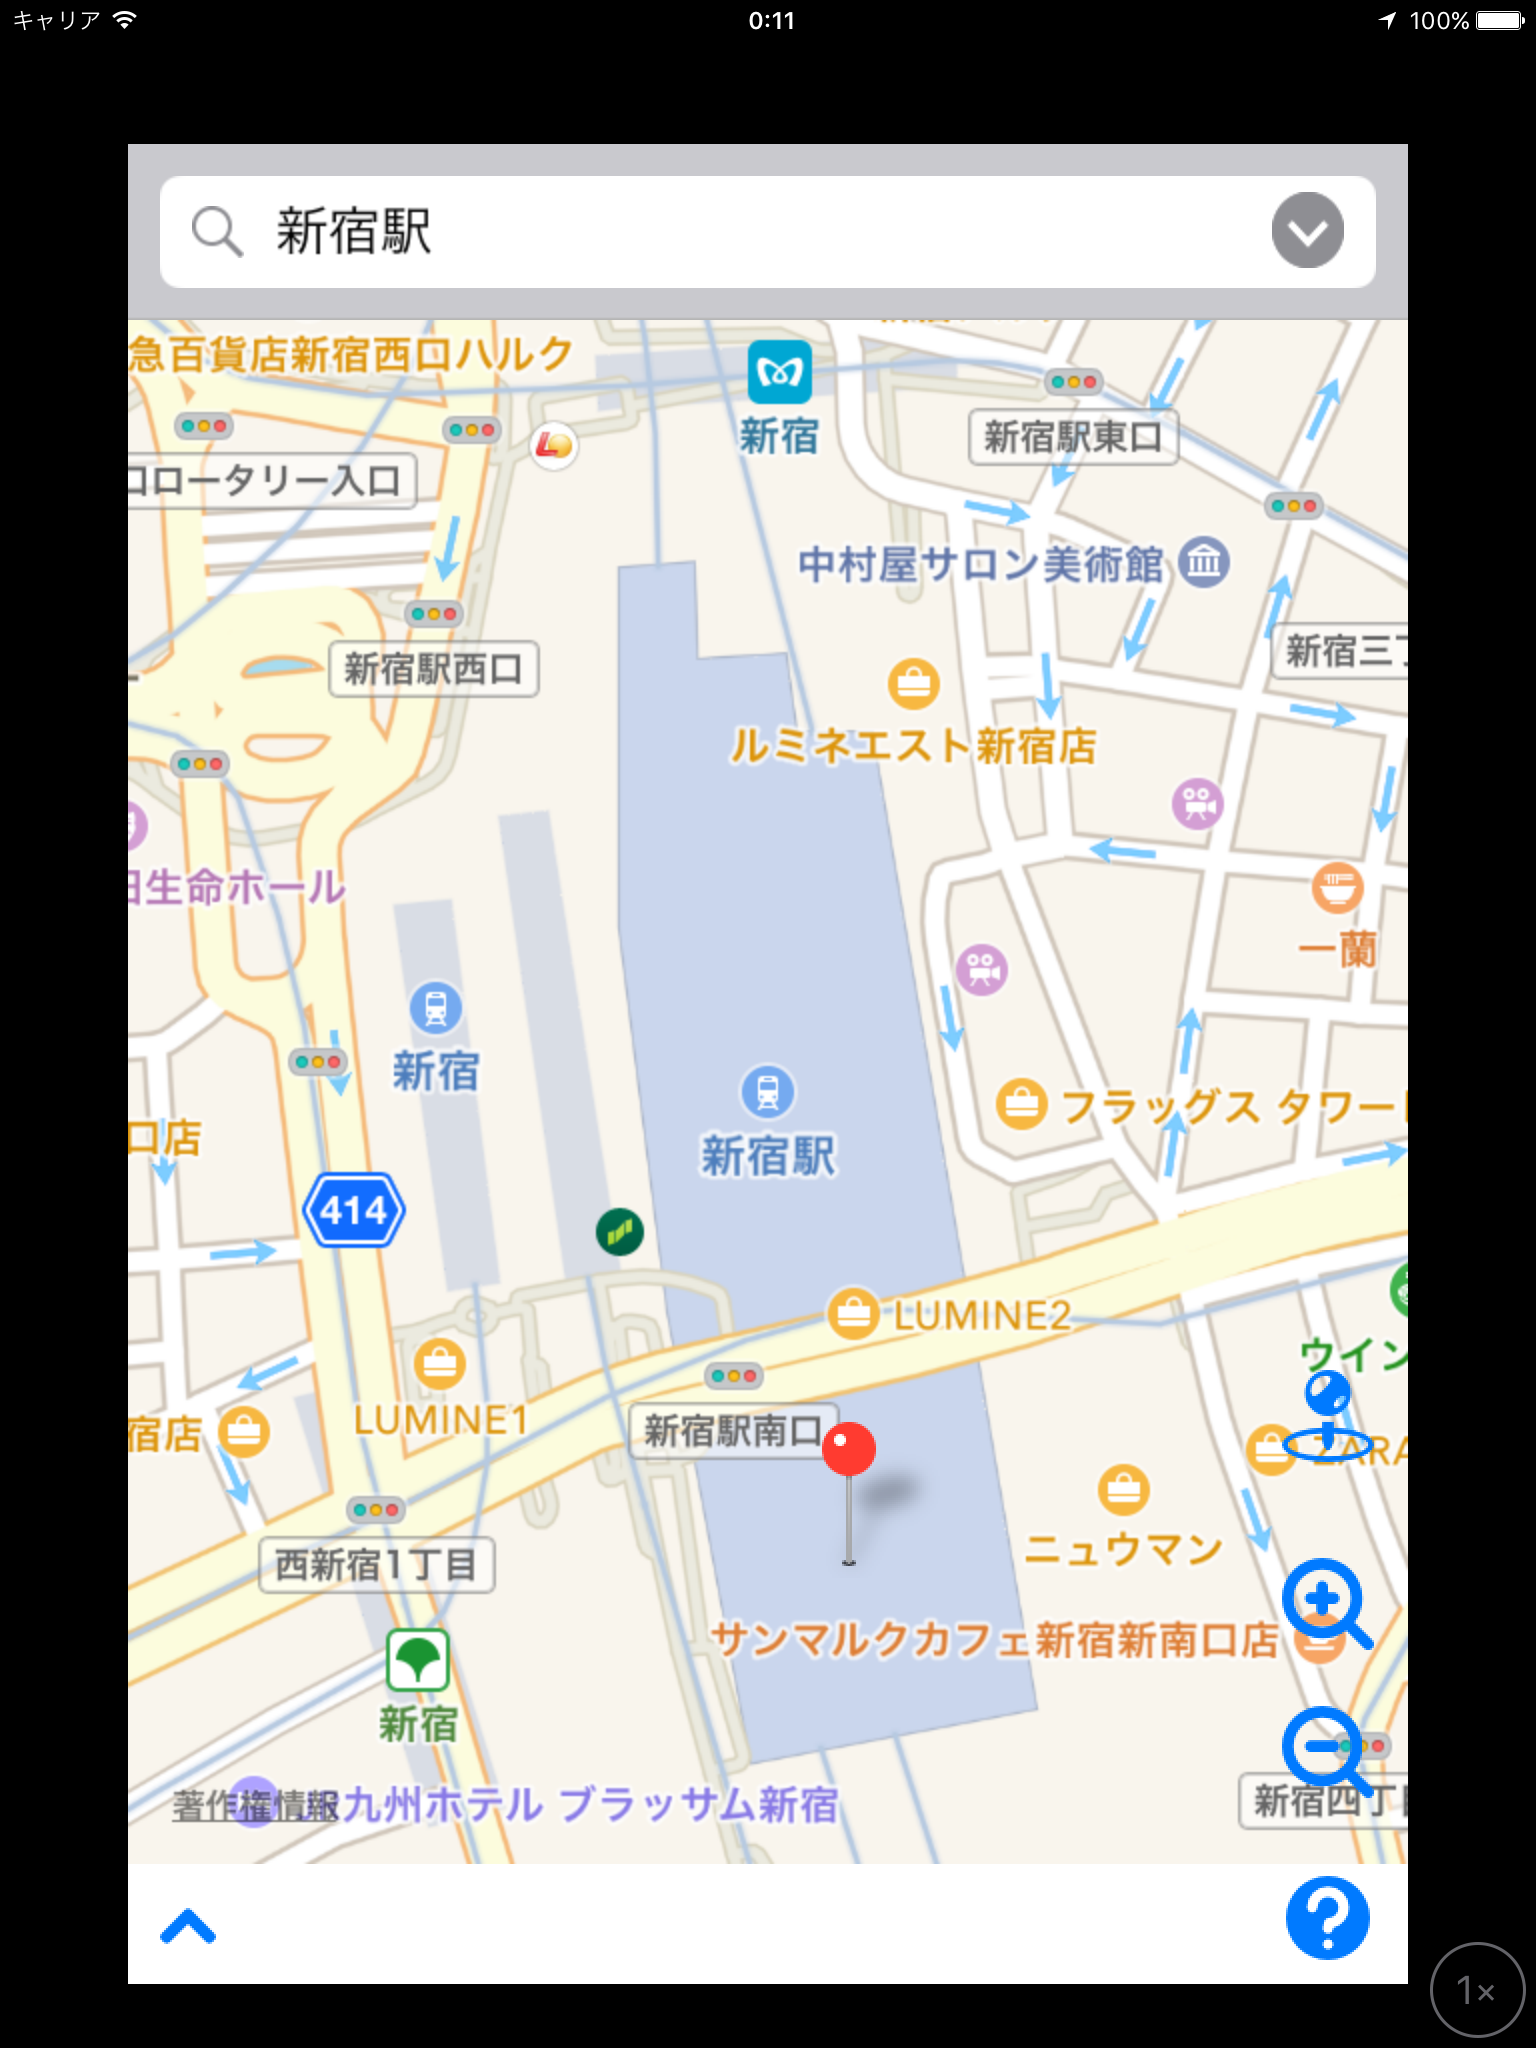 キャリア
0:11
100%
新宿駅
急百貨店新宿西口ハルク
新宿
新宿駅東口
ロータリー入口
中村屋サロン美術館
新宿駅西口
新宿三丁
ルミネエスト新宿店
生命ホール
一蘭
新宿
フラッグス タワー
口店
新宿駅
414
LUMINE2
ウイン
LUMINE1
宿店
新宿駅南口
ZARA
ニュウマン
西新宿1丁目
サンマルクカフェ新宿新南口店
新宿
著作権情報
九州ホテル ブラッサム新宿
新宿四丁目
1×